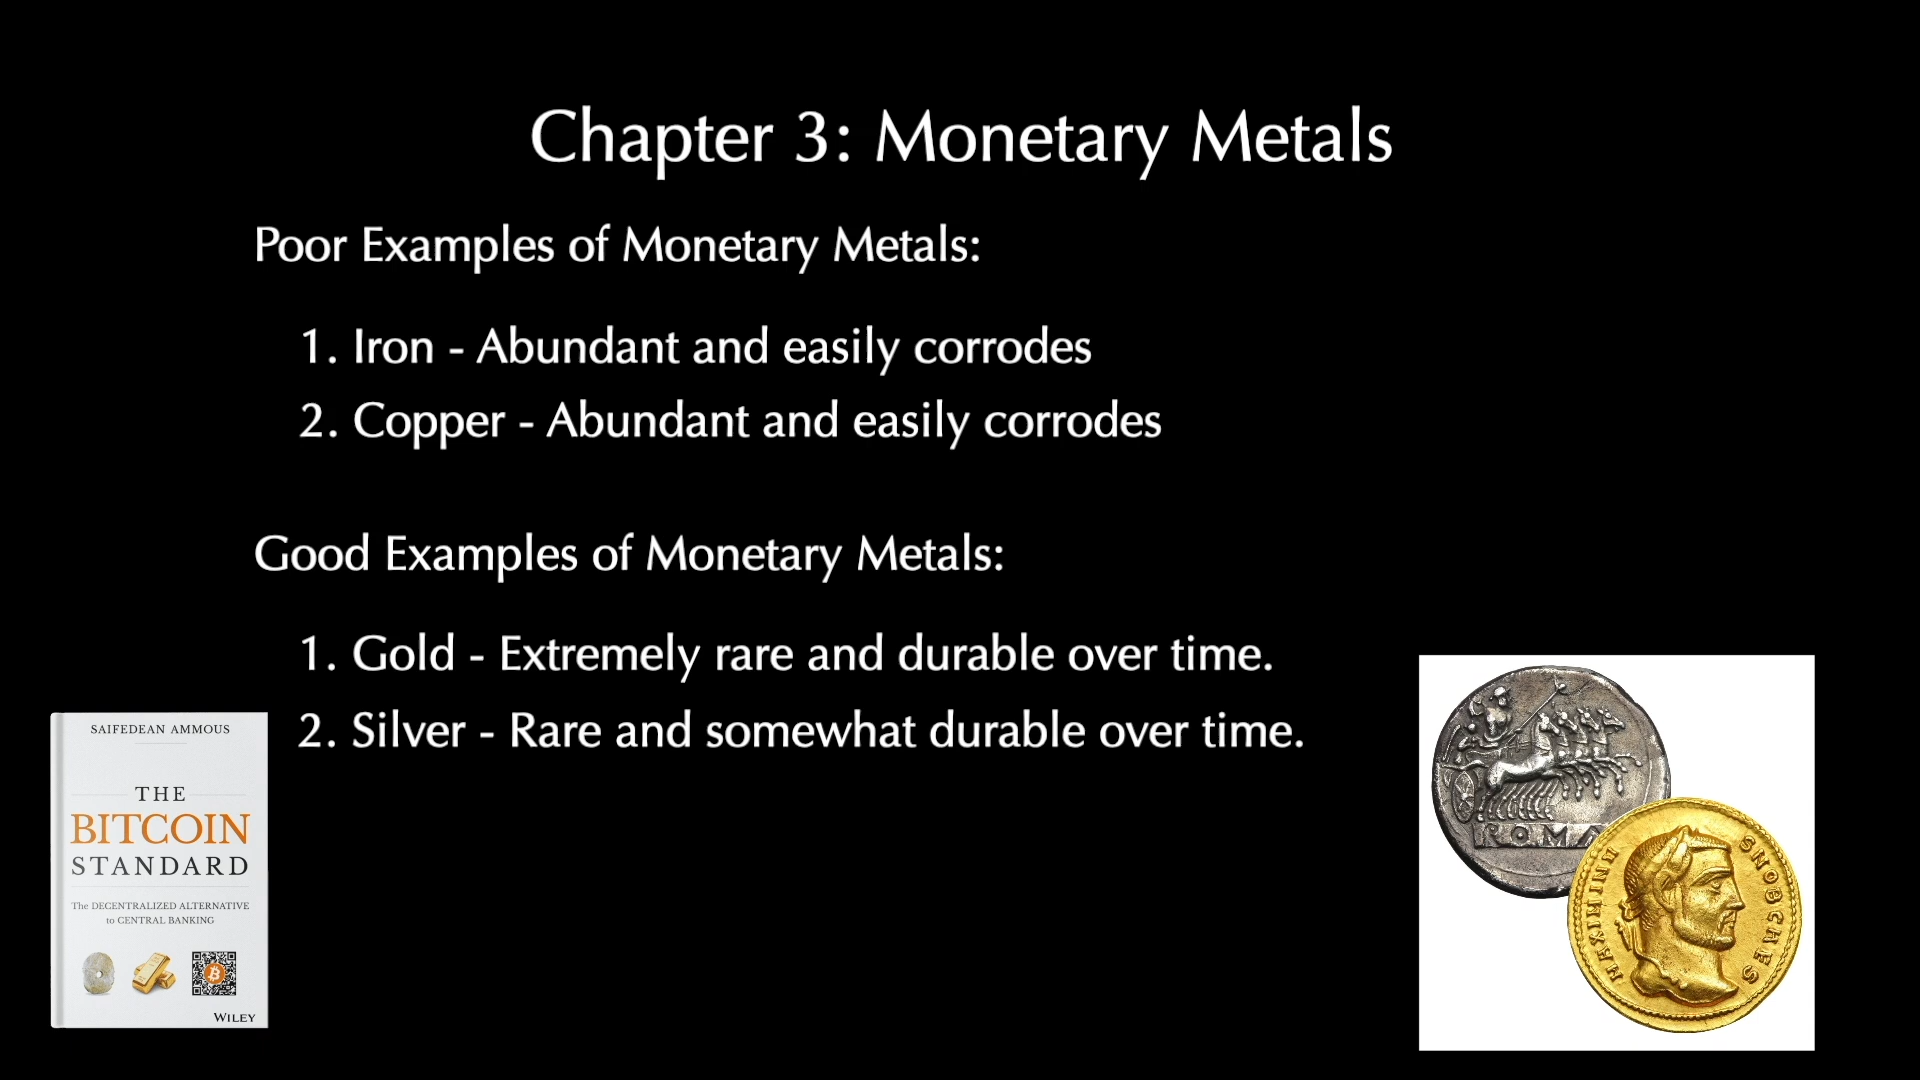 Chapter 3: Monetary Metals
Poor Examples of Monetary Metals:
1. Iron - Abundant and easily corrodes
2. Copper - Abundant and easily corrodes
Good Examples of Monetary Metals:
1. Gold - Extremely rare and durable over time.
2. Silver - Rare and somewhat durable over time.
SAIFEDEAN AMMOUS
THE
BITCOIN
STANDARD
The DECENTRALIZED ALTERNATIVE
to CENTRAL BANKING
WILEY
ROMA
MAXIMINU
SNOBCAES